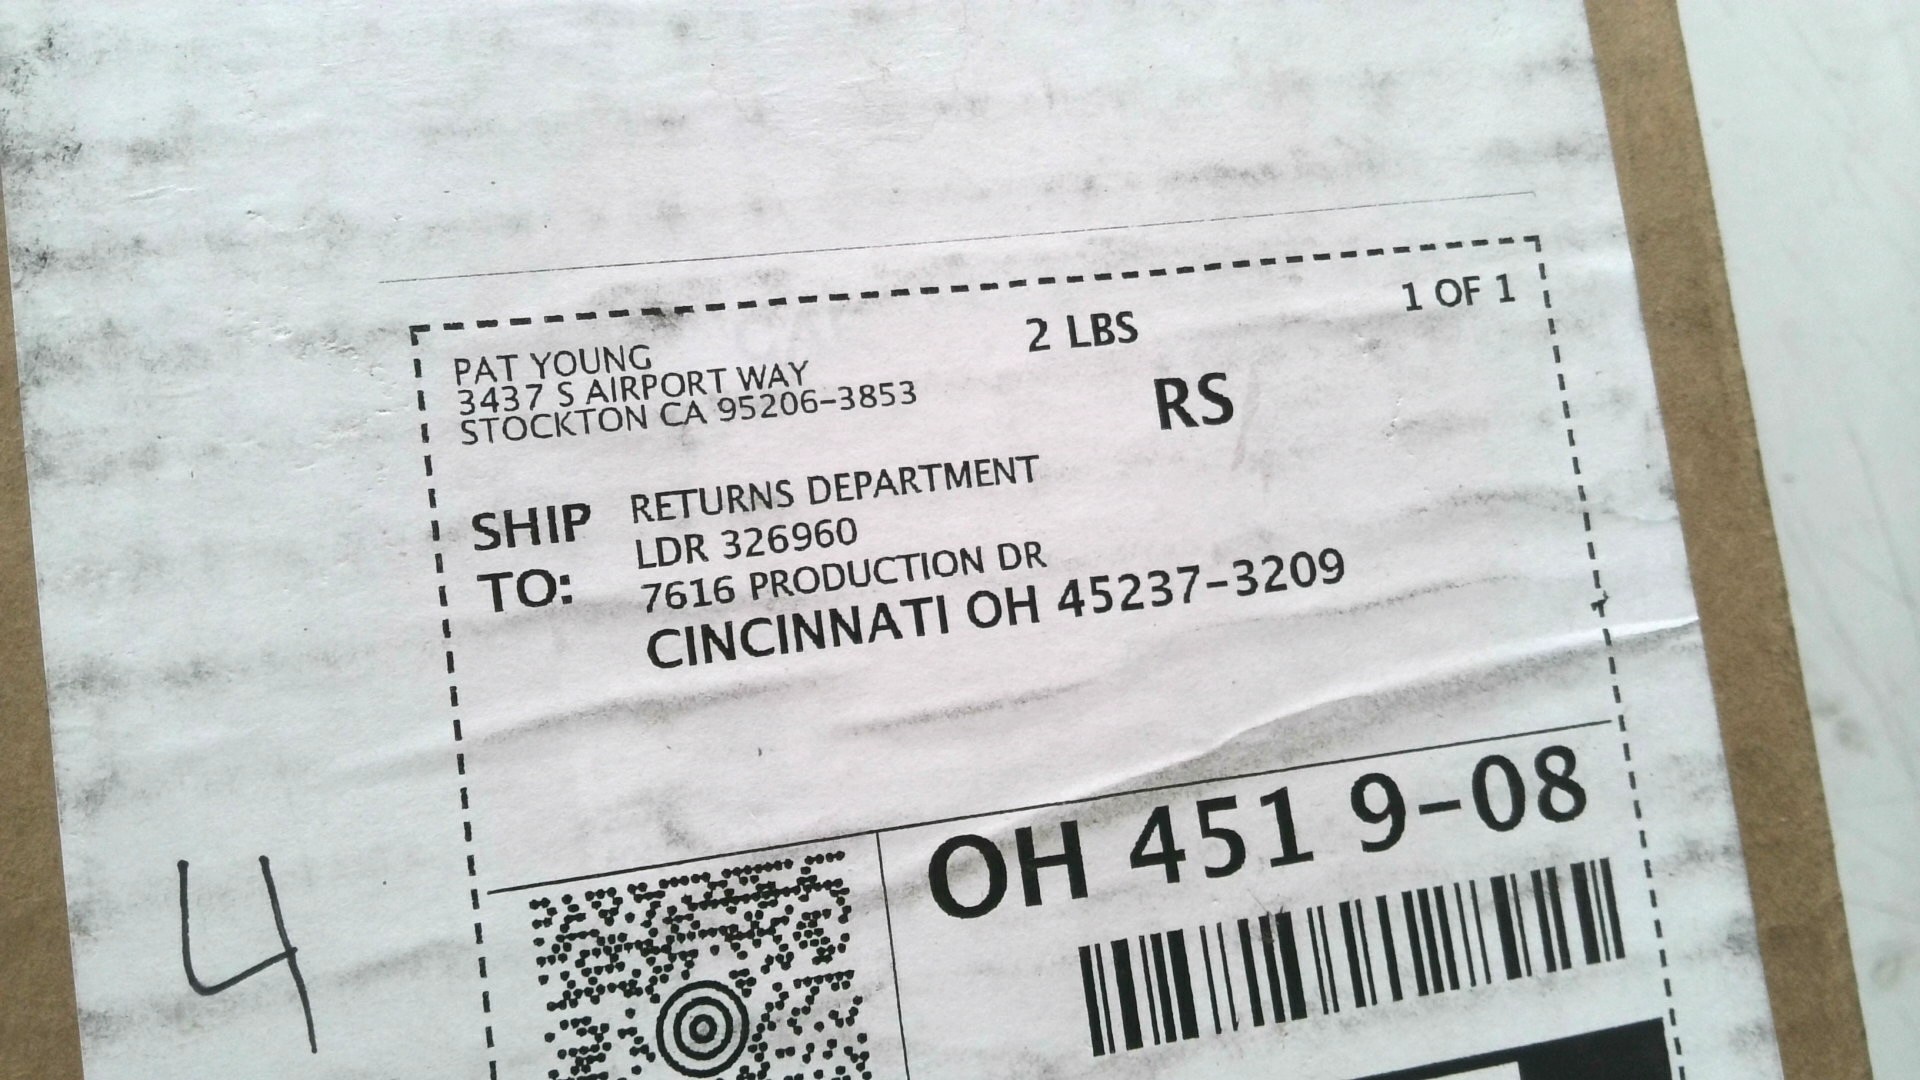 1 OF 1
2 LBS
PAT YOUNG
3437 S AIRPORT WAY
STOCKTON CA 95206-3853
RS
SHIP TO:
RETURNS DEPARTMENT
LDR 326960
7616 PRODUCTION DR
CINCINNATI OH 45237-3209
OH 451 9-08
4